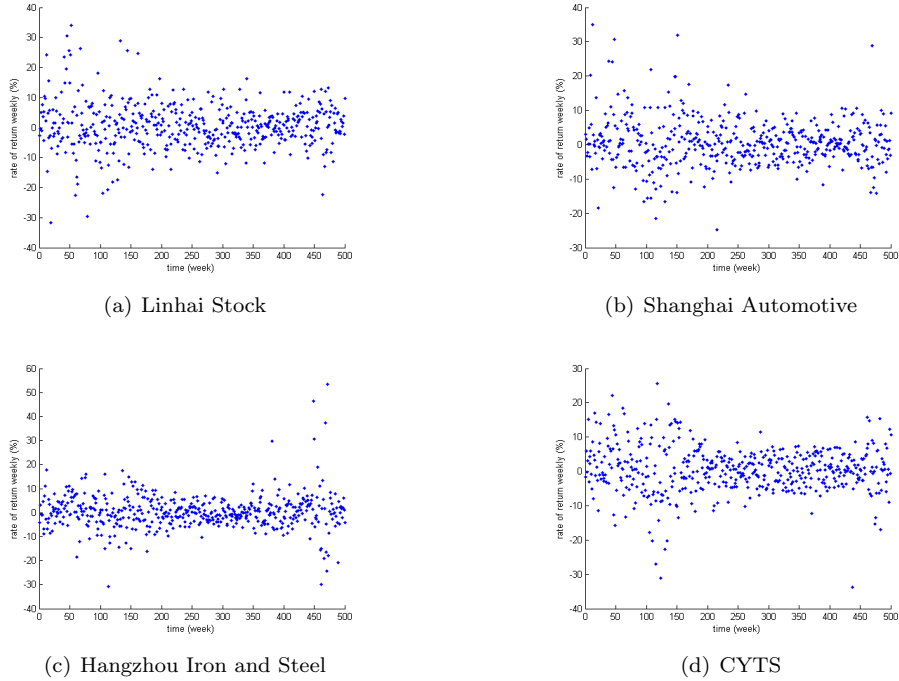 40
30
20
10
0
-10
-20
-30
-40
rate of return weekly (%)
0 50 100 150 200 250 300 350 400 450 500
time (week)
(a) Linhai Stock
40
30
20
10
0
-10
-20
-30
rate of return weekly (%)
0 50 100 150 200 250 300 350 400 450 500
time (week)
(b) Shanghai Automotive
60
50
40
30
20
10
0
-10
-20
-30
-40
rate of return weekly (%)
0 50 100 150 200 250 300 350 400 450 500
time (week)
(c) Hangzhou Iron and Steel
30
20
10
0
-10
-20
-30
-40
rate of return weekly (%)
0 50 100 150 200 250 300 350 400 450 500
time (week)
(d) CYTS